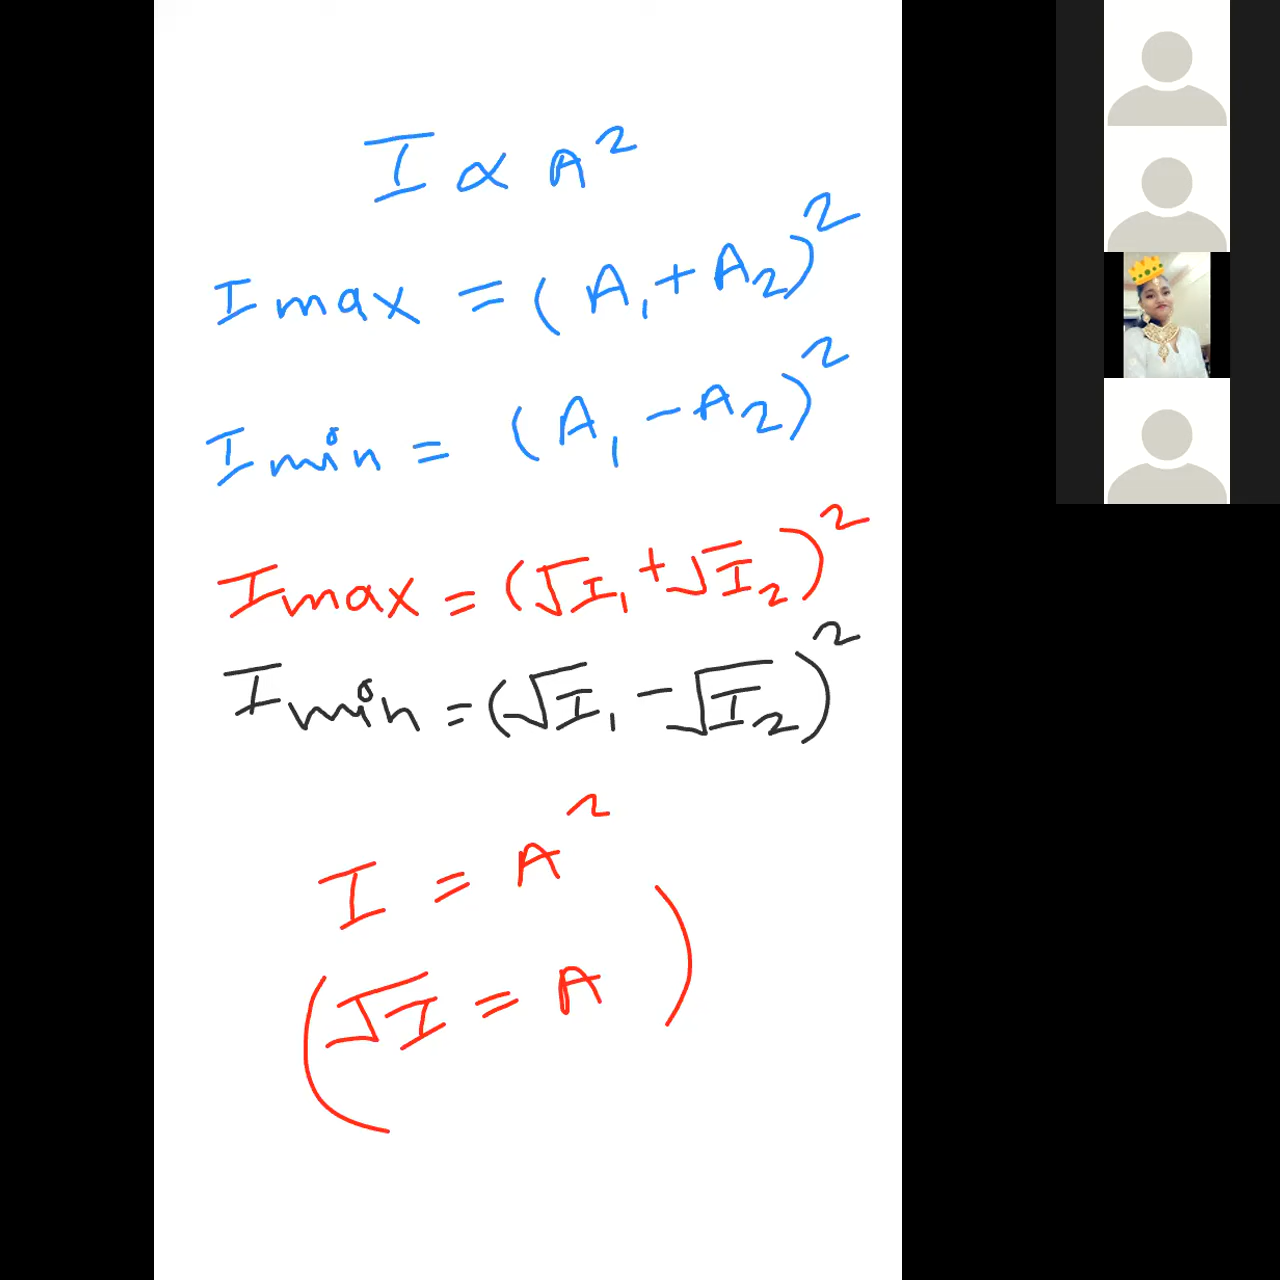 I ∝ A²
Imax = (A₁+A₂)²
Imin = (A₁-A₂)²
Imax = (√I₁+√I₂)²
Imin = (√I₁-√I₂)²
I = A²
(√I = A)